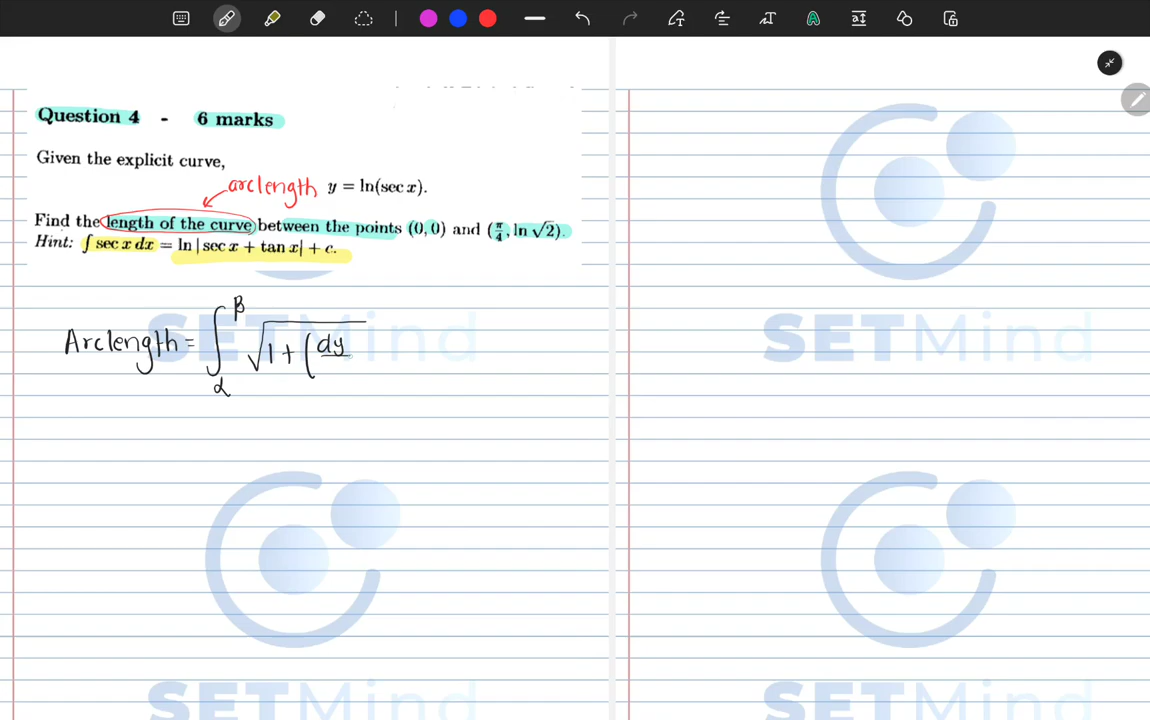 Question 4 - 6 marks
Given the explicit curve,
arclength y = ln(sec x).
Find the length of the curve between the points (0, 0) and (π/4, ln √2).
Hint: ∫ sec x dx = ln | sec x + tan x| + c.
Arclength = ∫_α^β √(1 + (dy
SETMind
SETMind
SETMind
SETMind